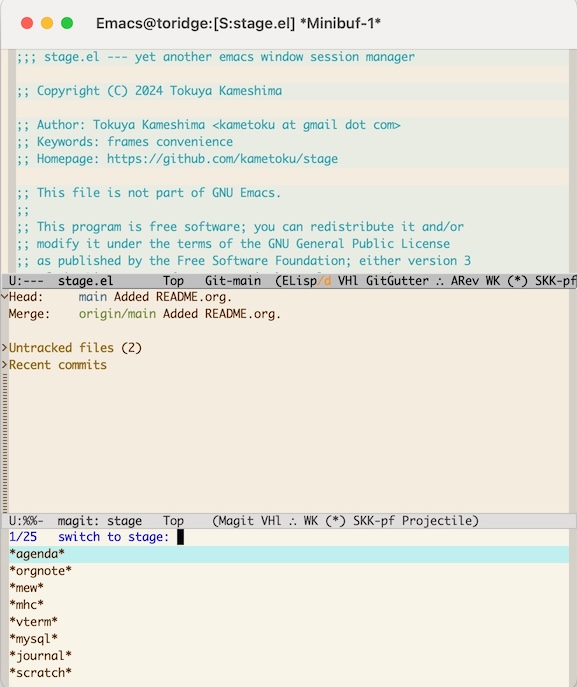 Emacs@toridge:[S:stage.el] *Minibuf-1*
;;; stage.el --- yet another emacs window session manager
;; Copyright (C) 2024 Tokuya Kameshima
;; Author: Tokuya Kameshima <kametoku at gmail dot com>
;; Keywords: frames convenience
;; Homepage: https://github.com/kametoku/stage
;; This file is not part of GNU Emacs.
;;
;; This program is free software; you can redistribute it and/or
;; modify it under the terms of the GNU General Public License
;; as published by the Free Software Foundation; either version 3
U:--- stage.el Top Git-main (ELisp/d VHl GitGutter ∴ ARev WK (*) SKK-pf
Head: main Added README.org.
Merge: origin/main Added README.org.
>Untracked files (2)
>Recent commits
U:%%- magit: stage Top (Magit VHl ∴ WK (*) SKK-pf Projectile)
1/25 switch to stage:
*agenda*
*orgnote*
*mew*
*mhc*
*vterm*
*mysql*
*journal*
*scratch*